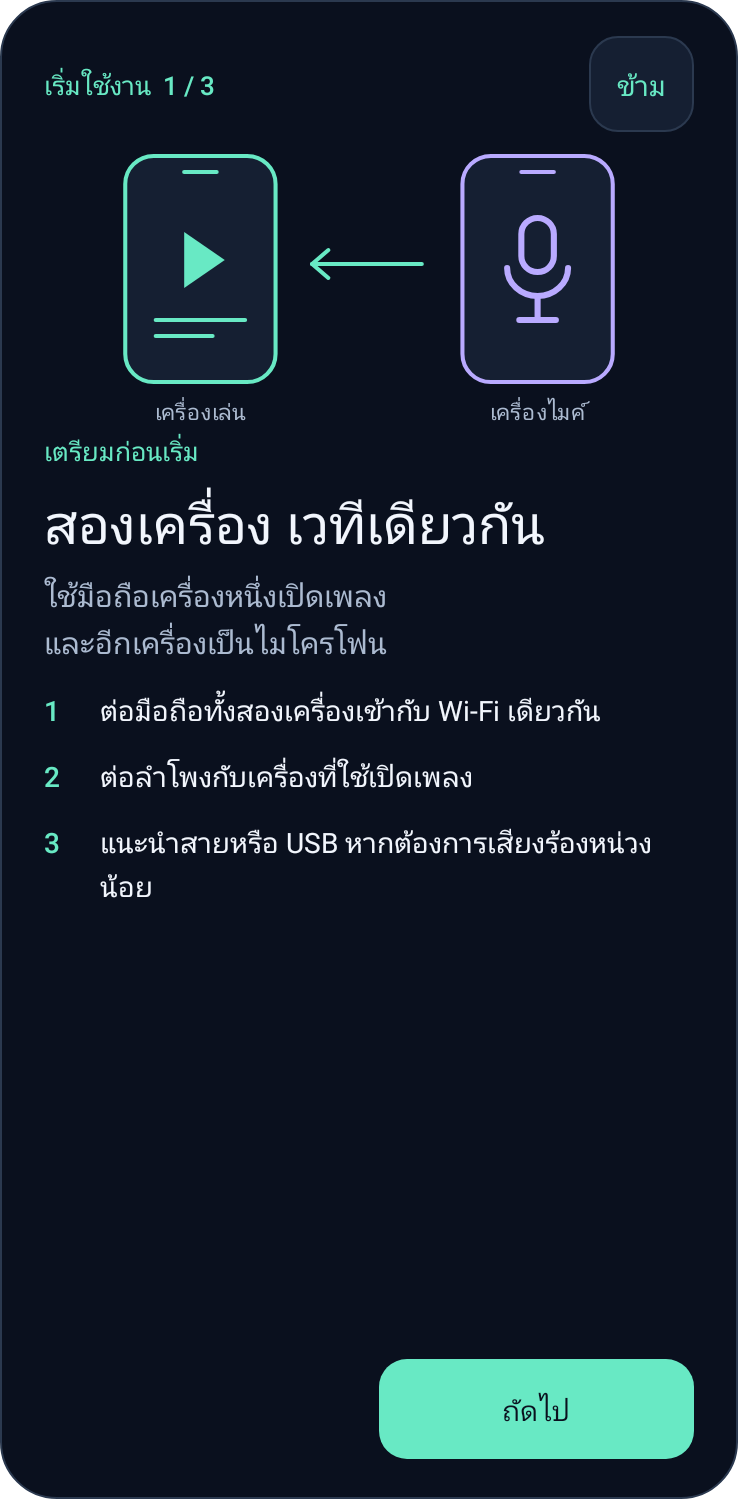 เริ่มใช้งาน 1 / 3
ข้าม
เครื่องเล่น
เครื่องไมค์
เตรียมก่อนเริ่ม
สองเครื่อง เวทีเดียวกัน
ใช้มือถือเครื่องหนึ่งเปิดเพลง
และอีกเครื่องเป็นไมโครโฟน
1 ต่อมือถือทั้งสองเครื่องเข้ากับ Wi-Fi เดียวกัน
2 ต่อลำโพงกับเครื่องที่ใช้เปิดเพลง
3 แนะนำสายหรือ USB หากต้องการเสียงร้องหน่วง
น้อย
ถัดไป